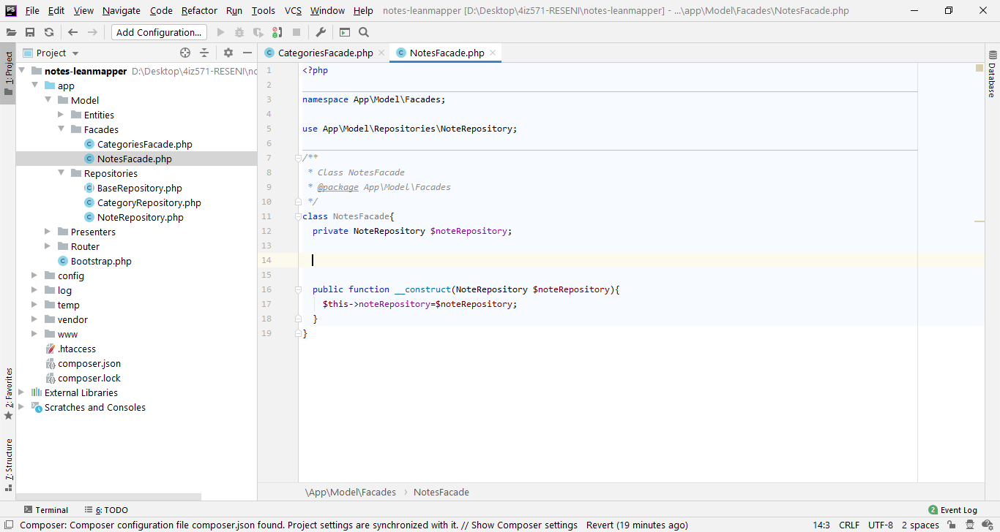 PS File Edit View Navigate Code Refactor Run Tools VCS Window Help notes-leanmapper [D:\Desktop\4iz571-RESENI\notes-leanmapper] - ...\app\Model\Facades\NotesFacade.php
Add Configuration...
Project
CategoriesFacade.php
NotesFacade.php
1: Project
notes-leanmapper D:\Desktop\4iz571-RESENI\no
app
Model
Entities
Facades
CategoriesFacade.php
NotesFacade.php
Repositories
BaseRepository.php
CategoryRepository.php
NoteRepository.php
Presenters
Router
Bootstrap.php
config
log
temp
vendor
www
.htaccess
composer.json
composer.lock
External Libraries
Scratches and Consoles
2: Favorites
7: Structure
1 <?php
2
3 namespace App\Model\Facades;
4
5 use App\Model\Repositories\NoteRepository;
6
7 /**
8 * Class NotesFacade
9 * @package App\Model\Facades
10 */
11 class NotesFacade{
12 private NoteRepository $noteRepository;
13
14
15
16 public function __construct(NoteRepository $noteRepository){
17 $this->noteRepository=$noteRepository;
18 }
19 }
Database
\App\Model\Facades › NotesFacade
Terminal 6: TODO 2 Event Log
Composer: Composer configuration file composer.json found. Project settings are synchronized with it. // Show Composer settings Revert (19 minutes ago) 14:3 CRLF UTF-8 2 spaces